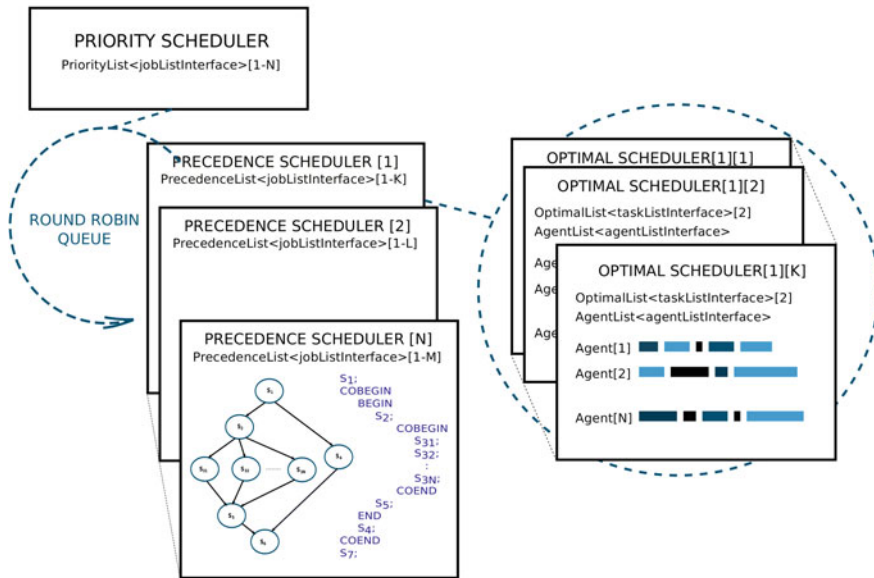 PRIORITY SCHEDULER
PriorityList<jobListInterface>[1-N]
ROUND ROBIN
QUEUE
PRECEDENCE SCHEDULER [1]
PrecedenceList<jobListInterface>[1-K]
PRECEDENCE SCHEDULER [2]
PrecedenceList<jobListInterface>[1-L]
PRECEDENCE SCHEDULER [N]
PrecedenceList<jobListInterface>[1-M]
S1;
COBEGIN
BEGIN
S2;
COBEGIN
S31;
S32;
:
S3N;
COEND
S5;
END
S4;
COEND
S7;
OPTIMAL SCHEDULER[1][1]
OPTIMAL SCHEDULER[1][2]
OptimalList<taskListInterface>[2]
AgentList<agentListInterface>
Age
Age
Age
OPTIMAL SCHEDULER[1][K]
OptimalList<taskListInterface>[2]
AgentList<agentListInterface>
Agent[1]
Agent[2]
Agent[N]